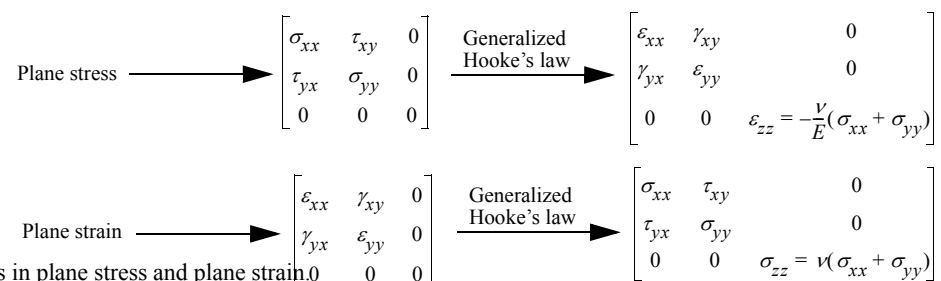 Plane stress
σxx τxy 0
τyx σyy 0
0 0 0
Generalized
Hooke's law
εxx γxy 0
γyx εyy 0
0 0 εzz = -ν/E(σxx + σyy)
Plane strain
εxx γxy 0
γyx εyy 0
0 0 0
Generalized
Hooke's law
σxx τxy 0
τyx σyy 0
0 0 σzz = ν(σxx + σyy)
s in plane stress and plane strain.